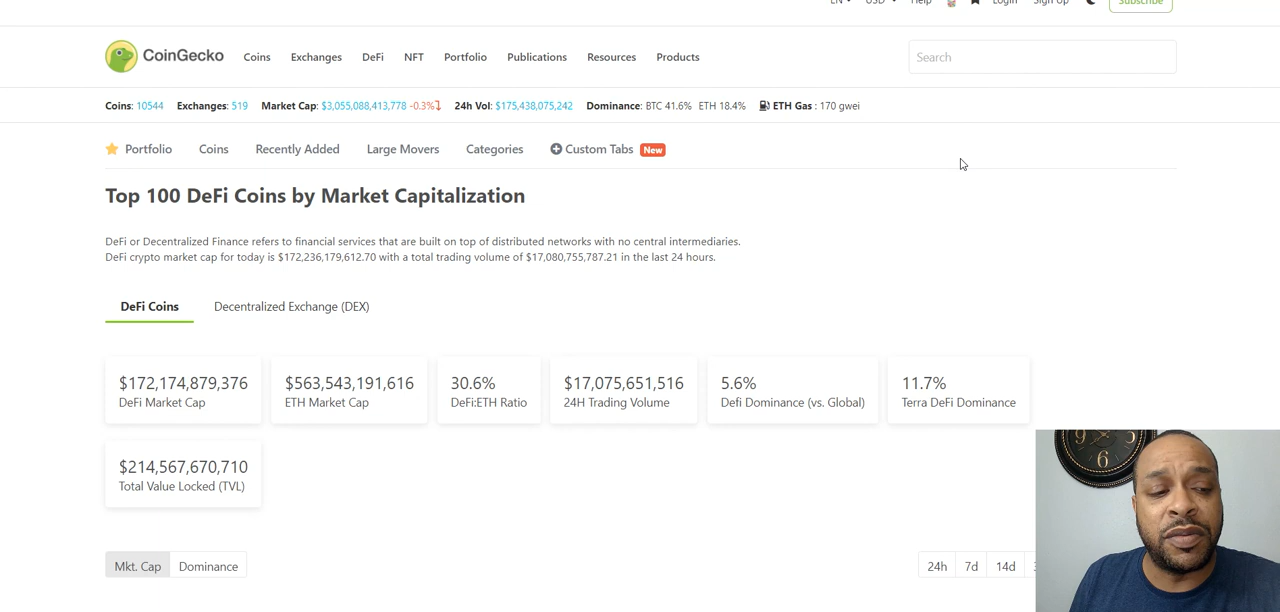 EN USD Help Login Sign Up Subscribe
CoinGecko Coins Exchanges DeFi NFT Portfolio Publications Resources Products Search
Coins: 10544 Exchanges: 519 Market Cap: $3,055,088,413,778 -0.3% 24h Vol: $175,438,075,242 Dominance: BTC 41.6% ETH 18.4% ETH Gas : 170 gwei
Portfolio Coins Recently Added Large Movers Categories Custom Tabs New
Top 100 DeFi Coins by Market Capitalization
DeFi or Decentralized Finance refers to financial services that are built on top of distributed networks with no central intermediaries.
DeFi crypto market cap for today is $172,236,179,612.70 with a total trading volume of $17,080,755,787.21 in the last 24 hours.
DeFi Coins Decentralized Exchange (DEX)
$172,174,879,376 $563,543,191,616 30.6% $17,075,651,516 5.6% 11.7%
DeFi Market Cap ETH Market Cap DeFi:ETH Ratio 24H Trading Volume Defi Dominance (vs. Global) Terra DeFi Dominance
$214,567,670,710
Total Value Locked (TVL)
Mkt. Cap Dominance 24h 7d 14d